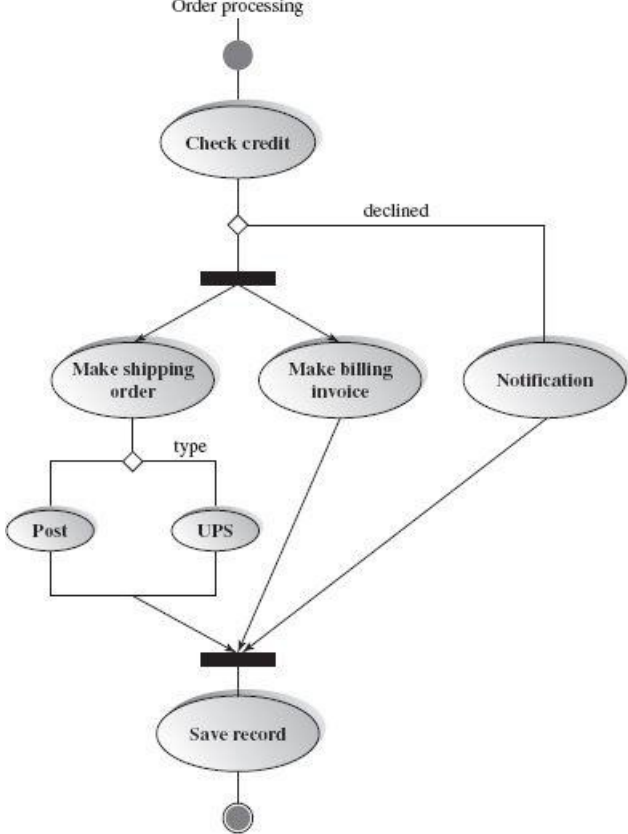 Order processing
Check credit
declined
Make shipping
order
Make billing
invoice
Notification
type
Post
UPS
Save record